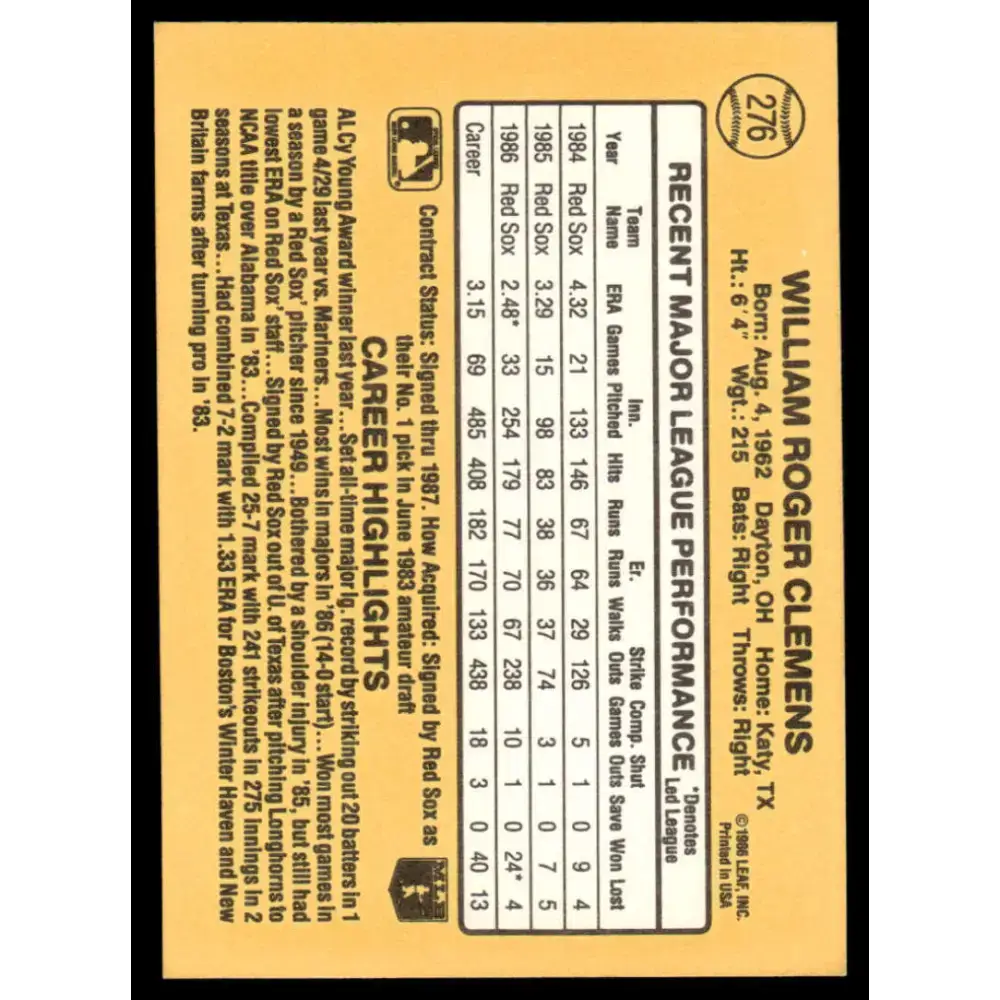 276
WILLIAM ROGER CLEMENS
Born: Aug. 4, 1962 Dayton, OH Home: Katy, TX
Ht.: 6'4" Wgt.: 215 Bats: Right Throws: Right
©1986 LEAF, INC.
Printed in USA
RECENT MAJOR LEAGUE PERFORMANCE *Denotes Led League
Year Team Name ERA Games Inn. Pitched Hits Runs Er. Runs Walks Strike Outs Comp. Games Shut Outs Save Won Lost
1984 Red Sox 4.32 21 133 146 67 64 29 126 5 1 0 9 4
1985 Red Sox 3.29 15 98 83 38 36 37 74 3 1 0 7 5
1986 Red Sox 2.48* 33 254 179 77 70 67 238 10 1 0 24* 4
Career 3.15 69 485 408 182 170 133 438 18 3 0 40 13
Contract Status: Signed thru 1987. How Acquired: Signed by Red Sox as
their No. 1 pick in June 1983 amateur draft
MLB
CAREER HIGHLIGHTS
AL Cy Young Award winner last year...Set all-time major lg. record by striking out 20 batters in 1
game 4/29 last year vs. Mariners...Most wins in majors in '86 (14-0 start)...Won most games in
a season by a Red Sox' pitcher since 1949...Bothered by a shoulder injury in '85, but still had
lowest ERA on Red Sox' staff...Signed by Red Sox out of U. of Texas after pitching Longhorns to
NCAA title over Alabama in '83...Compiled 25-7 mark with 241 strikeouts in 275 innings in 2
seasons at Texas...Had combined 7-2 mark with 1.33 ERA for Boston's Winter Haven and New
Britain farms after turning pro in '83.